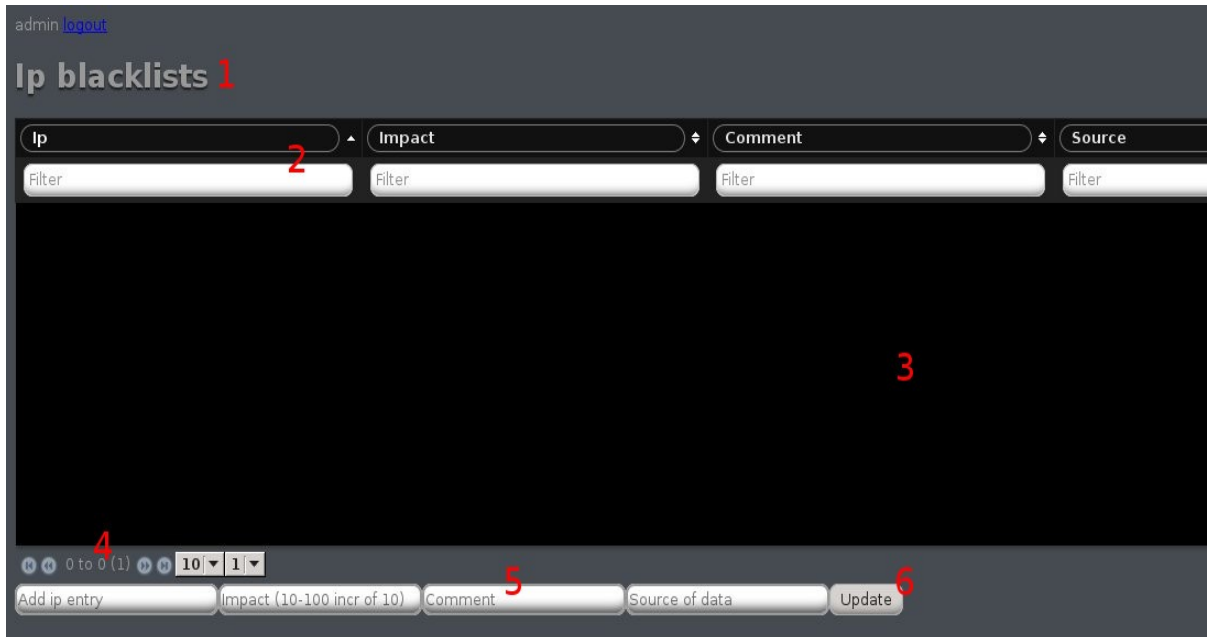 admin logout
Ip blacklists 1
Ip Impact Comment Source
2
Filter Filter Filter Filter
3
4
0 to 0 (1) 10 1
5 6
Add ip entry Impact (10-100 incr of 10) Comment Source of data Update